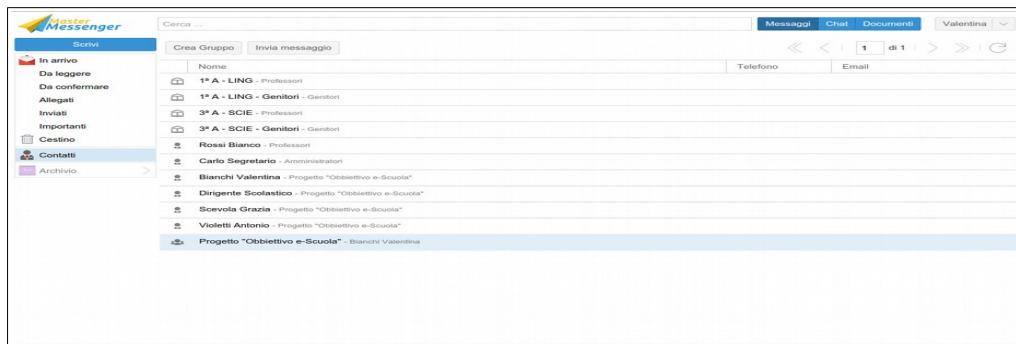 Master
Messenger
Cerca ...
Messaggi Chat Documenti
Valentina
Scrivi
In arrivo
Da leggere
Da confermare
Allegati
Inviati
Importanti
Cestino
Contatti
Archivio
Crea Gruppo Invia messaggio
1 di 1
Nome Telefono Email
1ª A - LING - Professori
1ª A - LING - Genitori - Genitori
3ª A - SCIE - Professori
3ª A - SCIE - Genitori - Genitori
Rossi Bianco - Professori
Carlo Segretario - Amministratori
Bianchi Valentina - Progetto "Obbiettivo e-Scuola"
Dirigente Scolastico - Progetto "Obbiettivo e-Scuola"
Scevola Grazia - Progetto "Obbiettivo e-Scuola"
Violetti Antonio - Progetto "Obbiettivo e-Scuola"
Progetto "Obbiettivo e-Scuola" - Bianchi Valentina